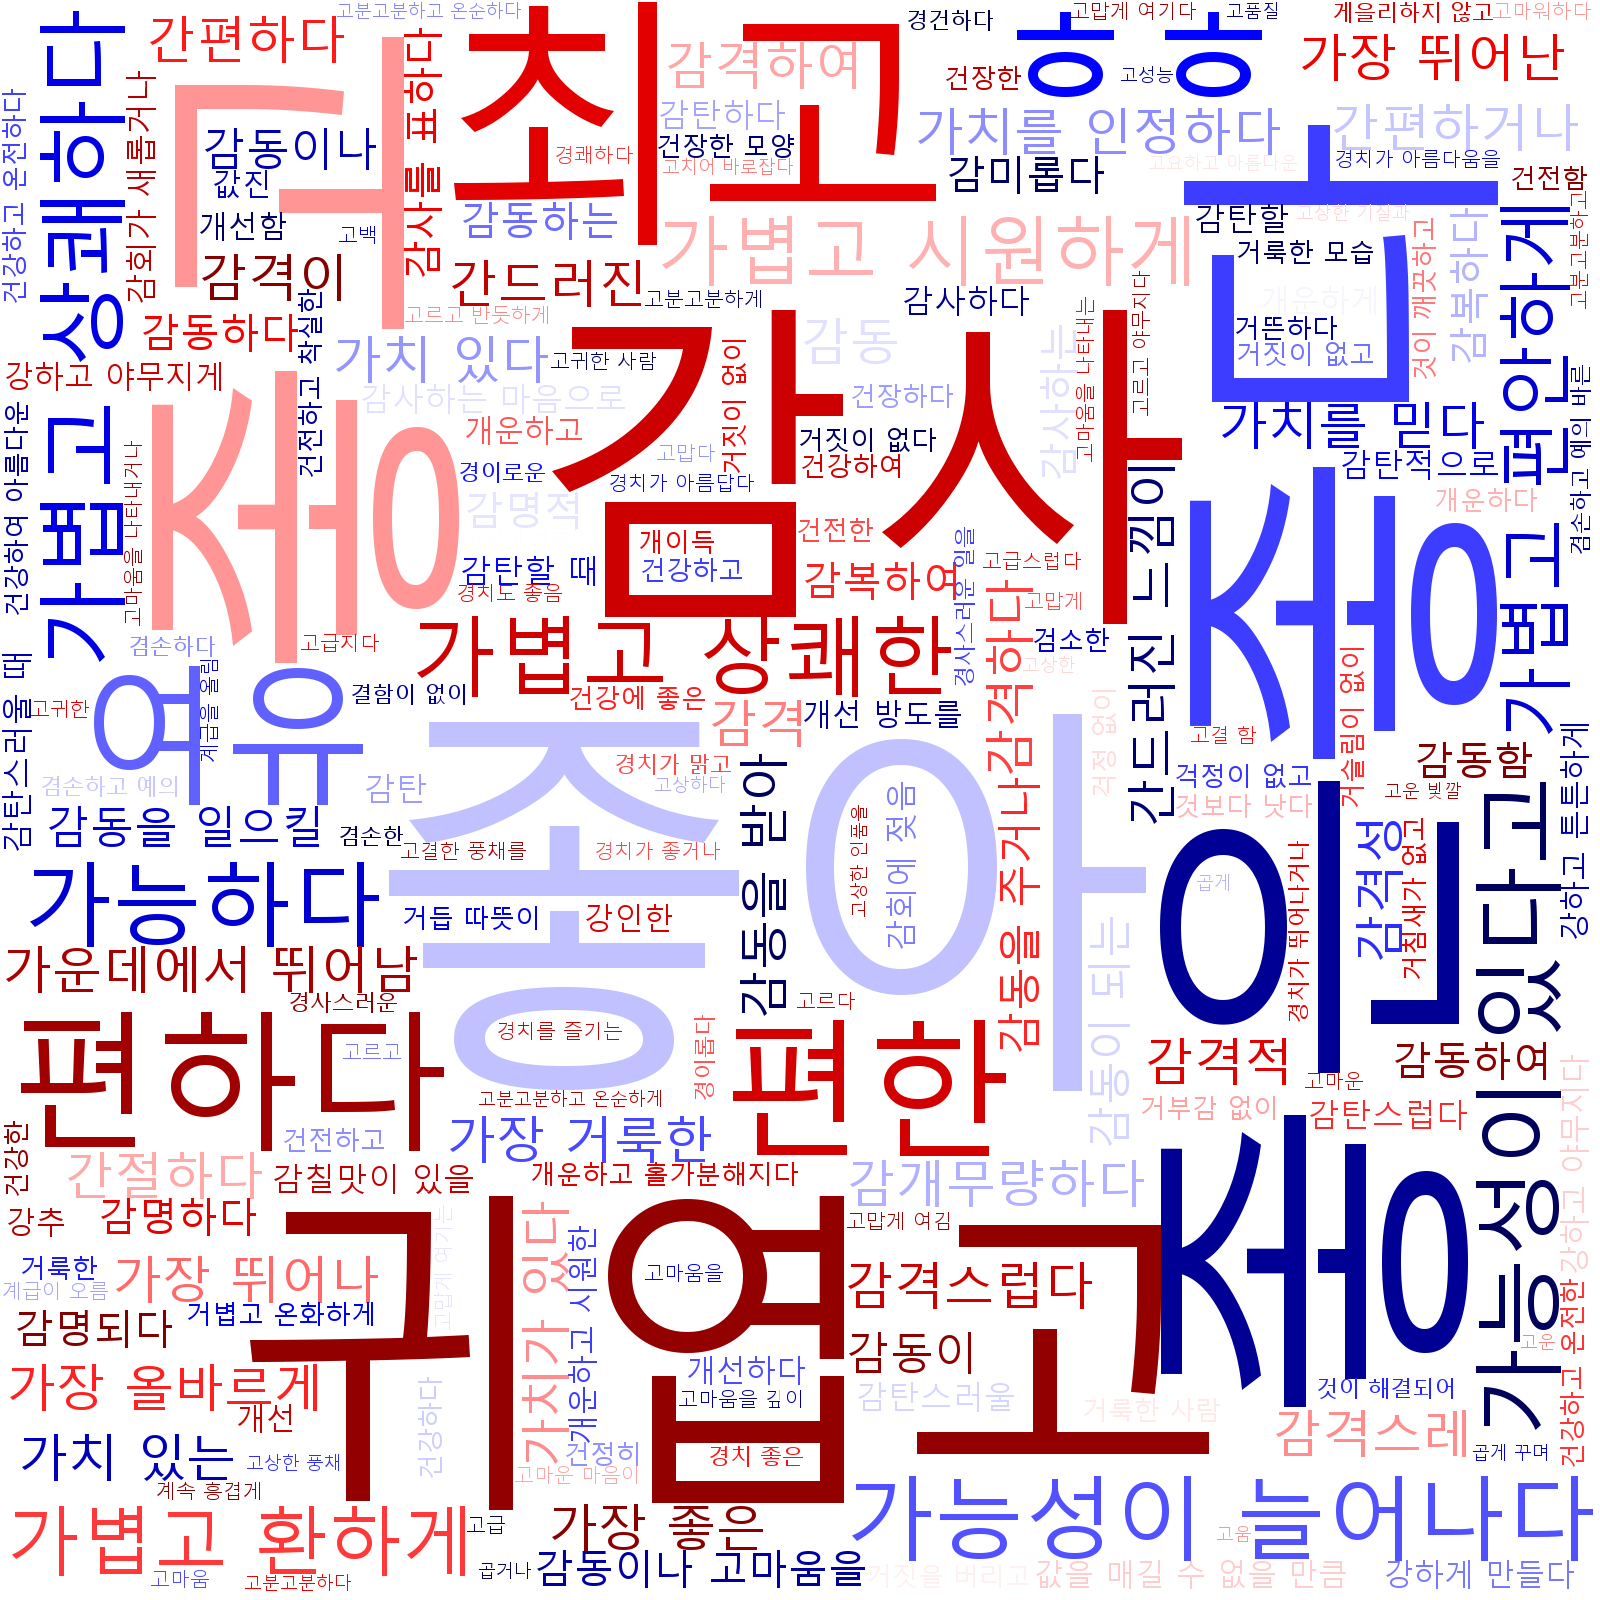 고분고분하고 온순하다
경건하다
고맙게 여기다
고품질
게을리하지 않고
고마워하다
간편하다
최고
감격하여
ㅎㅎ
가장 뛰어난
건장한
고성능
상쾌하다
감탄하다
가치를 인정하다
간편하거나
건강하고 온전하다
감회가 새롭거나
감동이나
감사를 표하다
경쾌하다
건장한 모양
고치어 바로잡다
감미롭다
고요하고 아름다운
경치가 아름다움을
건전함
값진
개선함
고백
감동하는
가볍고 시원하게
감탄할
고상한 기질과
거룩한 모습
감격이
간드러진
고분고분하게
감사하다
고르고 반듯하게
감동하다
건전하고 착실한
가치 있다
고귀한 사람
감사
감동
감사하는
고마움을 나타내는
고르고 야무지다
개운하게
거뜬하다
거짓이 없고
것이 깨끗하고
감복하다
편안하게
고분고분하고
강하고 야무지게
감사하는 마음으로
거짓이 없이
건장하다
가치를 믿다
겸손하고 예의 바른
건강하여 아름다운
가볍고
고마움을 나타내거나
좋다
개운하고
경이로운
고맙다
경치가 아름답다
거짓이 없다
건강하여
감탄적으로
개운하다
감명적
개이득
건전한
건강하고
감탄할 때
경치도 좋음
감복하여
경사스러운 일을
고급스럽다
고맙게
검소한
고상한
간드러진 느낌이
좋다
가볍고
겸손하다
고급지다
가볍고 상쾌한
감격하다
감탄스러울 때
고귀한
유용
계급을 올림
결함이 없이
건강에 좋은
감격
개선 방도를
걱정 없이
고결 함
걱정이 없고
것보다 낫다
거슬림이 없이
감동함
고운 빛깔
강하고 튼튼하게
겸손하고 예의
감탄
경치가 맑고
고상하다
감동을 일으킬
겸손한
고결한 풍채를
경치가 좋거나
좋아
감동을 받아
고상한 인품을
감회에 젖음
감동을 주거나
감동이 되는
곱게
경치가 뛰어나거나
감격성
거침새가 없고
가능하다
거듭 따뜻이
강인한
가운데에서 뛰어남
경사스러운
고르다
편하다
고르고
경치를 즐기는
경이롭다
편한
감격적
고마운
감동하여
가능성이 있다고
고분고분하고 온순하게
건강한
건전하고
가장 거룩한
거부감 없이
감탄스럽다
간절하다
감칠맛이 있을
개운하고 홀가분해지다
감개무량하다
강하고 야무지다
강추
감명하다
고맙게 여기는
가치가 있다
개운하고 시원한
귀엽고
고맙게 여김
좋은
거룩한
계급이 오름
가장 뛰어나
고마움을
감격스럽다
감명되다
거볍고 온화하게
감동이
고운
건강하고 온전한
가장 올바르게
개선
건강하다
개선하다
고마움을 깊이
감탄스러울
거룩한 사람
것이 해결되어
가치 있는
고상한 풍채
건정히
경치 좋은
감격스레
곱게 꾸며
고마운 마음이
계속 흥겹게
가볍고 환하게
고급
가장 좋은
가능성이 늘어나다
고움
고마움
고분고분하다
곱거나
감동이나 고마움을
거짓을 버리고
값을 매길 수 없을 만큼
강하게 만들다